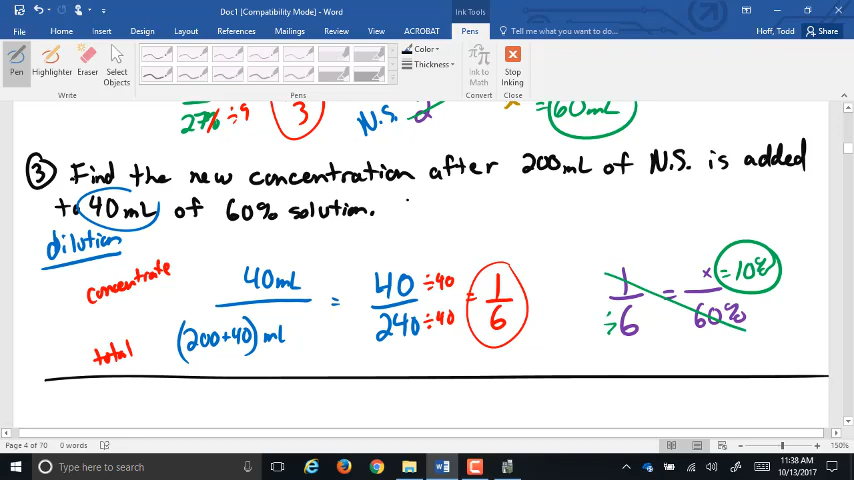 Doc1 [Compatibility Mode] - Word
Ink Tools
Hoff, Todd
File Home Insert Design Layout References Mailings Review View ACROBAT Pens Tell me what you want to do... Share
Pen Highlighter Eraser Select Objects
Color
Thickness
Ink to Math
Stop Inking
Write Pens Convert Close
27% ÷9 3 N.S. 2 x =60mL
③ Find the new concentration after 200mL of N.S. is added
to 40mL of 60% solution.
dilution
concentrate 40mL = 40 ÷40 = 1 1 = x =10%
total (200+40) ml 240 ÷40 6 ÷6 60%
Page 4 of 70 0 words 150%
Type here to search
11:38 AM
10/13/2017